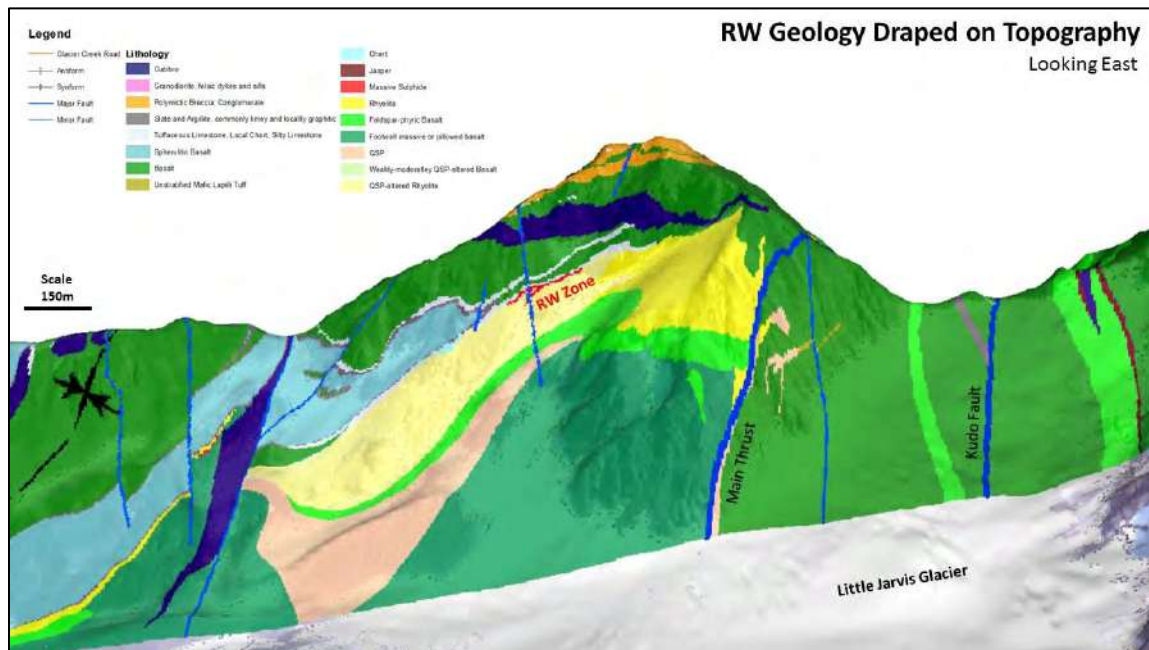 RW Geology Draped on Topography
Looking East
Legend
Glacier Creek Road
Antiform
Synform
Major Fault
Minor Fault
Lithology
Gabbro
Granodiorite, felsic dykes and sills
Polymictic Breccia, Conglomerate
Slate and Argillite, commonly limey and locally graphitic
Tuffaceous Limestone, Local Chert, Silty Limestone
Spherulitic Basalt
Basalt
Unstratified Mafic Lapilli Tuff
Chert
Jasper
Massive Sulphide
Rhyolite
Feldspar-phyric Basalt
Footwall massive or pillowed basalt
QSP
Weakly-moderatley QSP-altered Basalt
QSP-altered Rhyolite
Scale
150m
RW Zone
Main Thrust
Kudo Fault
Little Jarvis Glacier